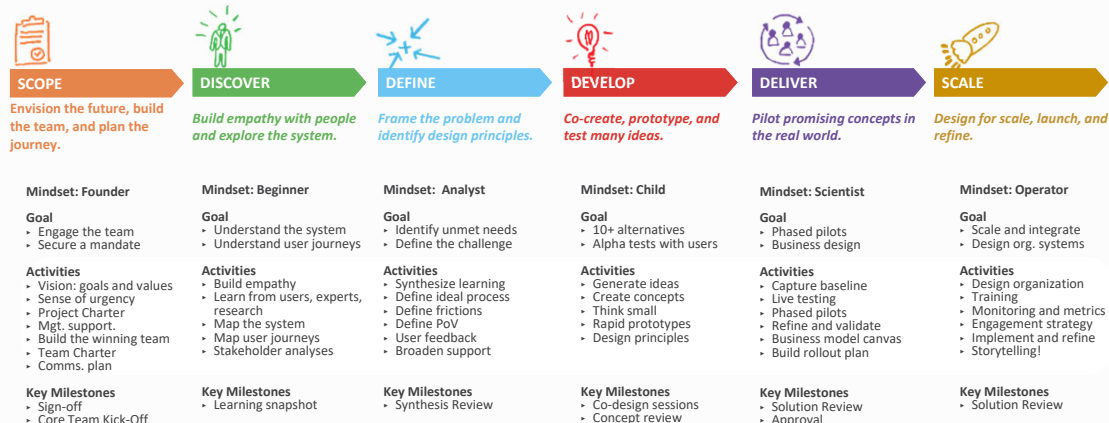 SCOPE
Envision the future, build
the team, and plan the
journey.
Mindset: Founder
Goal
‣ Engage the team
‣ Secure a mandate
Activities
‣ Vision: goals and values
‣ Sense of urgency
‣ Project Charter
‣ Mgt. support.
‣ Build the winning team
‣ Team Charter
‣ Comms. plan
Key Milestones
‣ Sign-off
‣ Core Team Kick-Off
DISCOVER
Build empathy with people
and explore the system.
Mindset: Beginner
Goal
‣ Understand the system
‣ Understand user journeys
Activities
‣ Build empathy
‣ Learn from users, experts,
research
‣ Map the system
‣ Map user journeys
‣ Stakeholder analyses
Key Milestones
‣ Learning snapshot
DEFINE
Frame the problem and
identify design principles.
Mindset: Analyst
Goal
‣ Identify unmet needs
‣ Define the challenge
Activities
‣ Synthesize learning
‣ Define ideal process
‣ Define frictions
‣ Define PoV
‣ User feedback
‣ Broaden support
Key Milestones
‣ Synthesis Review
DEVELOP
Co-create, prototype, and
test many ideas.
Mindset: Child
Goal
‣ 10+ alternatives
‣ Alpha tests with users
Activities
‣ Generate ideas
‣ Create concepts
‣ Think small
‣ Rapid prototypes
‣ Design principles
Key Milestones
‣ Co-design sessions
‣ Concept review
DELIVER
Pilot promising concepts in
the real world.
Mindset: Scientist
Goal
‣ Phased pilots
‣ Business design
Activities
‣ Capture baseline
‣ Live testing
‣ Phased pilots
‣ Refine and validate
‣ Business model canvas
‣ Build rollout plan
Key Milestones
‣ Solution Review
‣ Approval
SCALE
Design for scale, launch, and
refine.
Mindset: Operator
Goal
‣ Scale and integrate
‣ Design org. systems
Activities
‣ Design organization
‣ Training
‣ Monitoring and metrics
‣ Engagement strategy
‣ Implement and refine
‣ Storytelling!
Key Milestones
‣ Solution Review